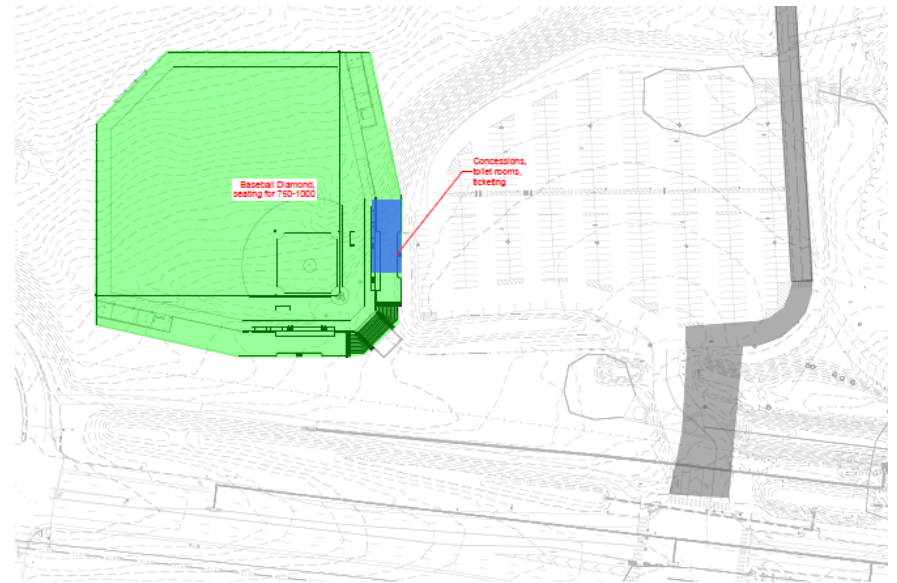 Concessions,
toilet rooms,
ticketing
Baseball Diamond,
seating for 750-1000